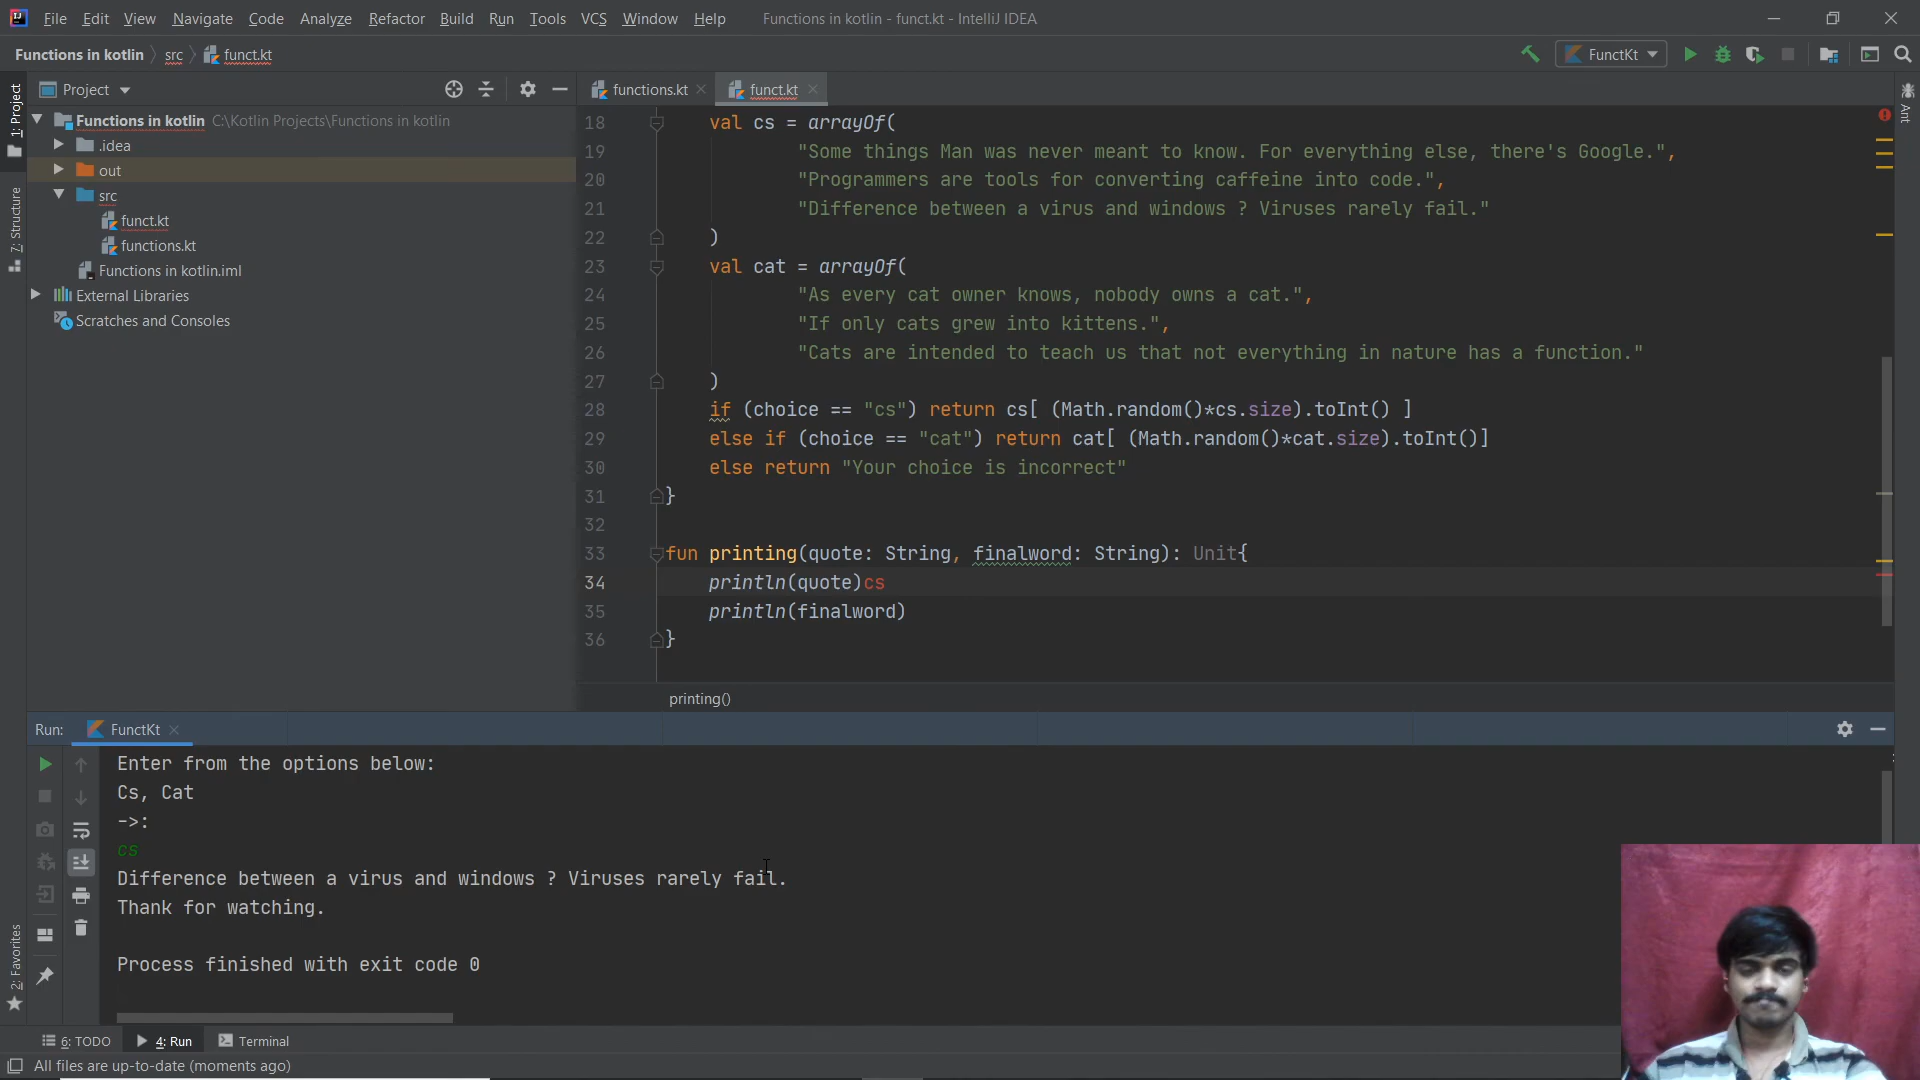 File Edit View Navigate Code Analyze Refactor Build Run Tools VCS Window Help Functions in kotlin - funct.kt - IntelliJ IDEA
Functions in kotlin src funct.kt FunctKt
1: Project
Project
functions.kt funct.kt
Functions in kotlin C:\Kotlin Projects\Functions in kotlin
.idea
out
src
funct.kt
functions.kt
Functions in kotlin.iml
External Libraries
Scratches and Consoles
7: Structure
Ant
18 val cs = arrayOf(
19 "Some things Man was never meant to know. For everything else, there's Google.",
20 "Programmers are tools for converting caffeine into code.",
21 "Difference between a virus and windows ? Viruses rarely fail."
22 )
23 val cat = arrayOf(
24 "As every cat owner knows, nobody owns a cat.",
25 "If only cats grew into kittens.",
26 "Cats are intended to teach us that not everything in nature has a function."
27 )
28 if (choice == "cs") return cs[ (Math.random()*cs.size).toInt() ]
29 else if (choice == "cat") return cat[ (Math.random()*cat.size).toInt()]
30 else return "Your choice is incorrect"
31 }
32
33 fun printing(quote: String, finalword: String): Unit{
34 println(quote)cs
35 println(finalword)
36 }
printing()
Run: FunctKt
Enter from the options below:
Cs, Cat
->:
cs
Difference between a virus and windows ? Viruses rarely fail.
Thank for watching.
Process finished with exit code 0
2: Favorites
6: TODO 4: Run Terminal
All files are up-to-date (moments ago)